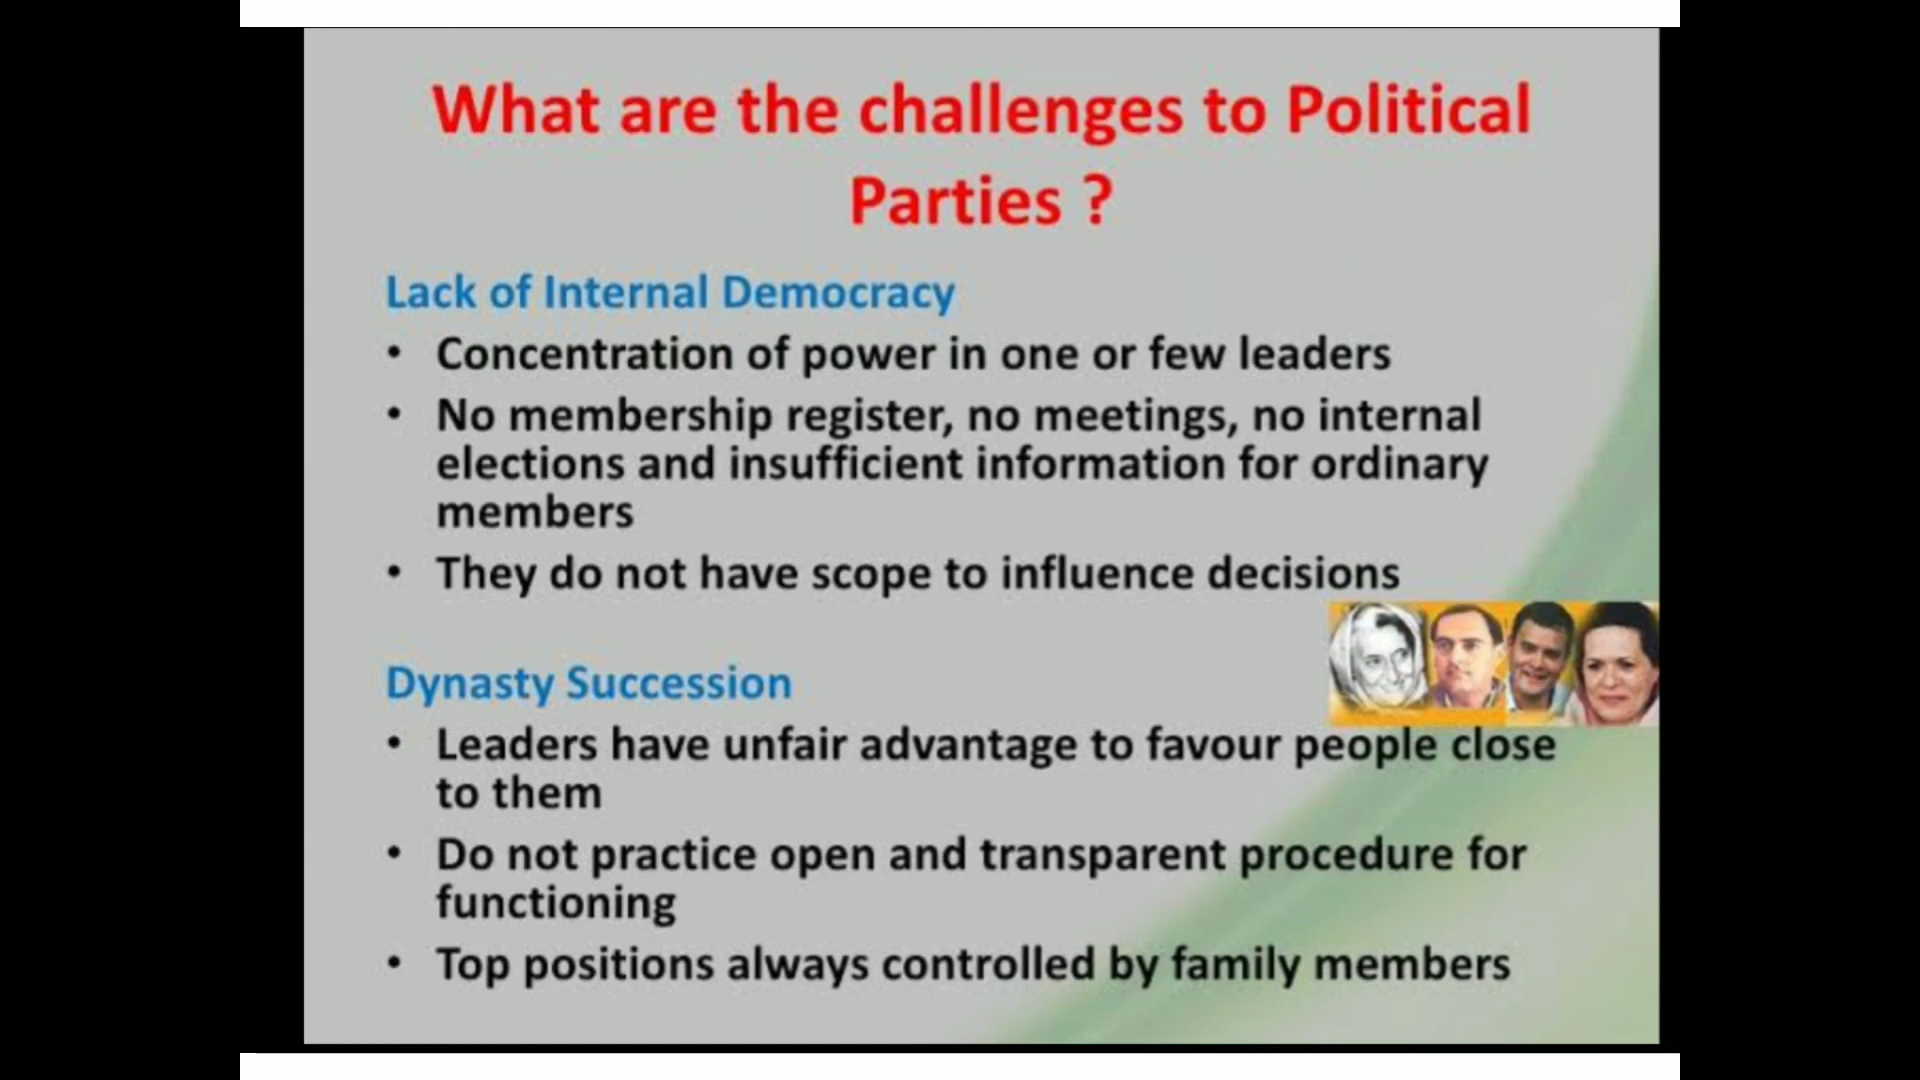 What are the challenges to Political
Parties ?
Lack of Internal Democracy
• Concentration of power in one or few leaders
• No membership register, no meetings, no internal
elections and insufficient information for ordinary
members
• They do not have scope to influence decisions
Dynasty Succession
• Leaders have unfair advantage to favour people close
to them
• Do not practice open and transparent procedure for
functioning
• Top positions always controlled by family members